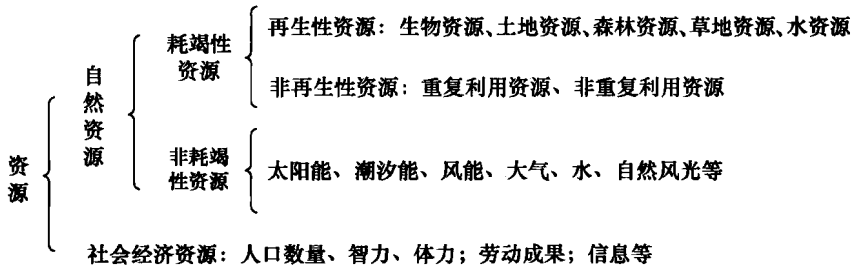 资源
自然资源
耗竭性资源
再生性资源：生物资源、土地资源、森林资源、草地资源、水资源
非再生性资源：重复利用资源、非重复利用资源
非耗竭性资源
太阳能、潮汐能、风能、大气、水、自然风光等
社会经济资源：人口数量、智力、体力；劳动成果；信息等